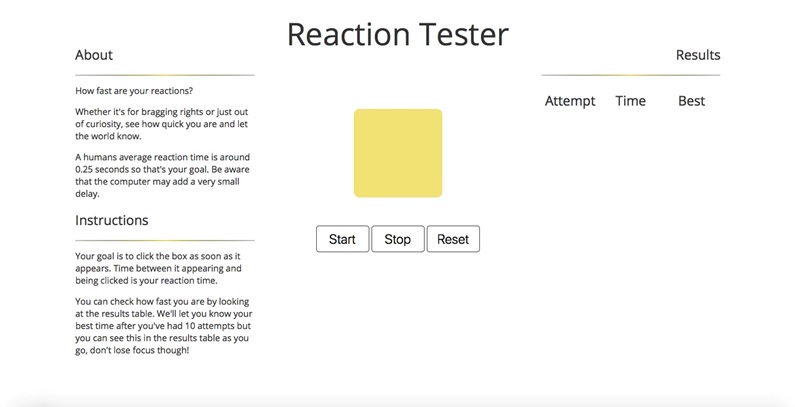 Reaction Tester
About
How fast are your reactions?
Whether it's for bragging rights or just out
of curiosity, see how quick you are and let
the world know.
A humans average reaction time is around
0.25 seconds so that's your goal. Be aware
that the computer may add a very small
delay.
Instructions
Your goal is to click the box as soon as it
appears. Time between it appearing and
being clicked is your reaction time.
You can check how fast you are by looking
at the results table. We'll let you know your
best time after you've had 10 attempts but
you can see this in the results table as you
go, don't lose focus though!
Start Stop Reset
Results
Attempt Time Best